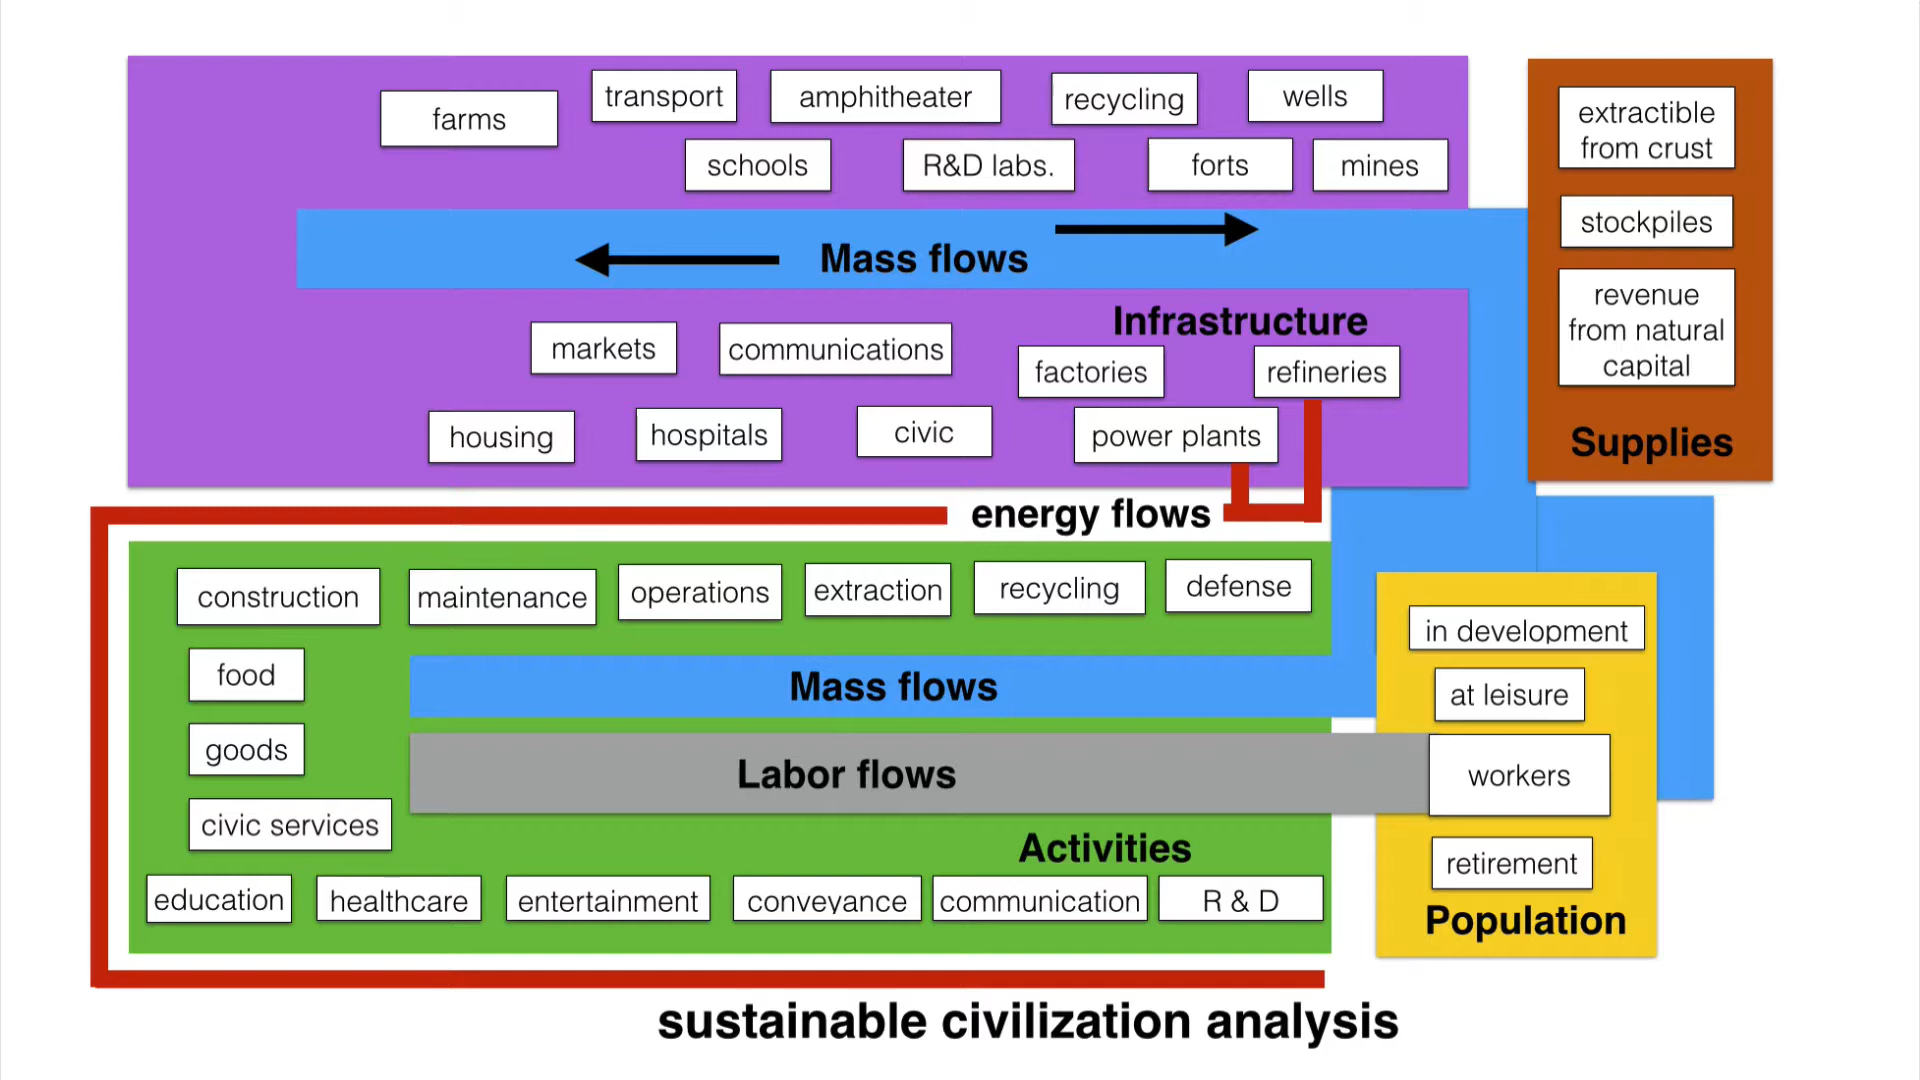 farms
transport
amphitheater
recycling
wells
schools
R&D labs.
forts
mines
Mass flows
Infrastructure
markets
communications
factories
refineries
housing
hospitals
civic
power plants
extractible
from crust
stockpiles
revenue
from natural
capital
Supplies
energy flows
construction
maintenance
operations
extraction
recycling
defense
food
Mass flows
goods
Labor flows
civic services
Activities
education
healthcare
entertainment
conveyance
communication
R & D
in development
at leisure
workers
retirement
Population
sustainable civilization analysis